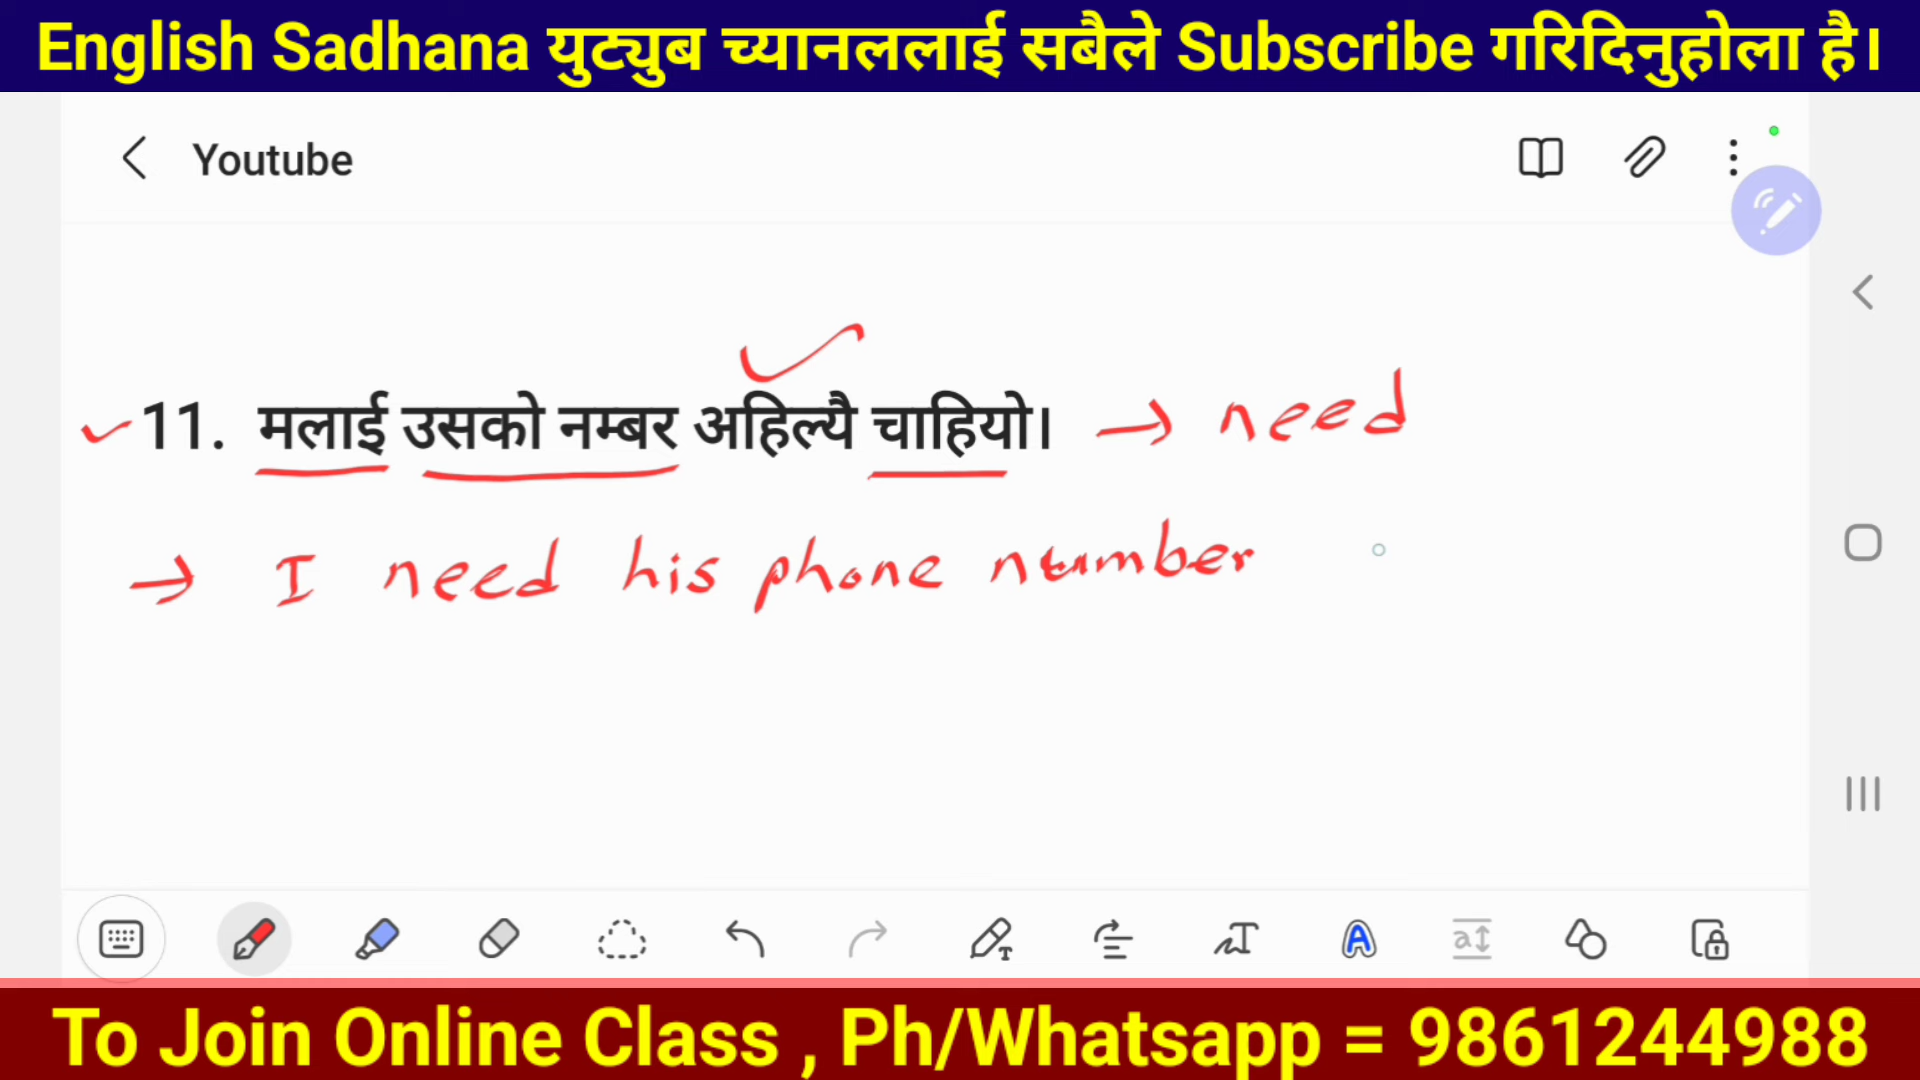 English Sadhana युट्युब च्यानललाई सबैले Subscribe गरिदिनुहोला है।
Youtube
11. मलाई उसको नम्बर अहिल्यै चाहियो। → need
→ I need his phone number
To Join Online Class , Ph/Whatsapp = 9861244988